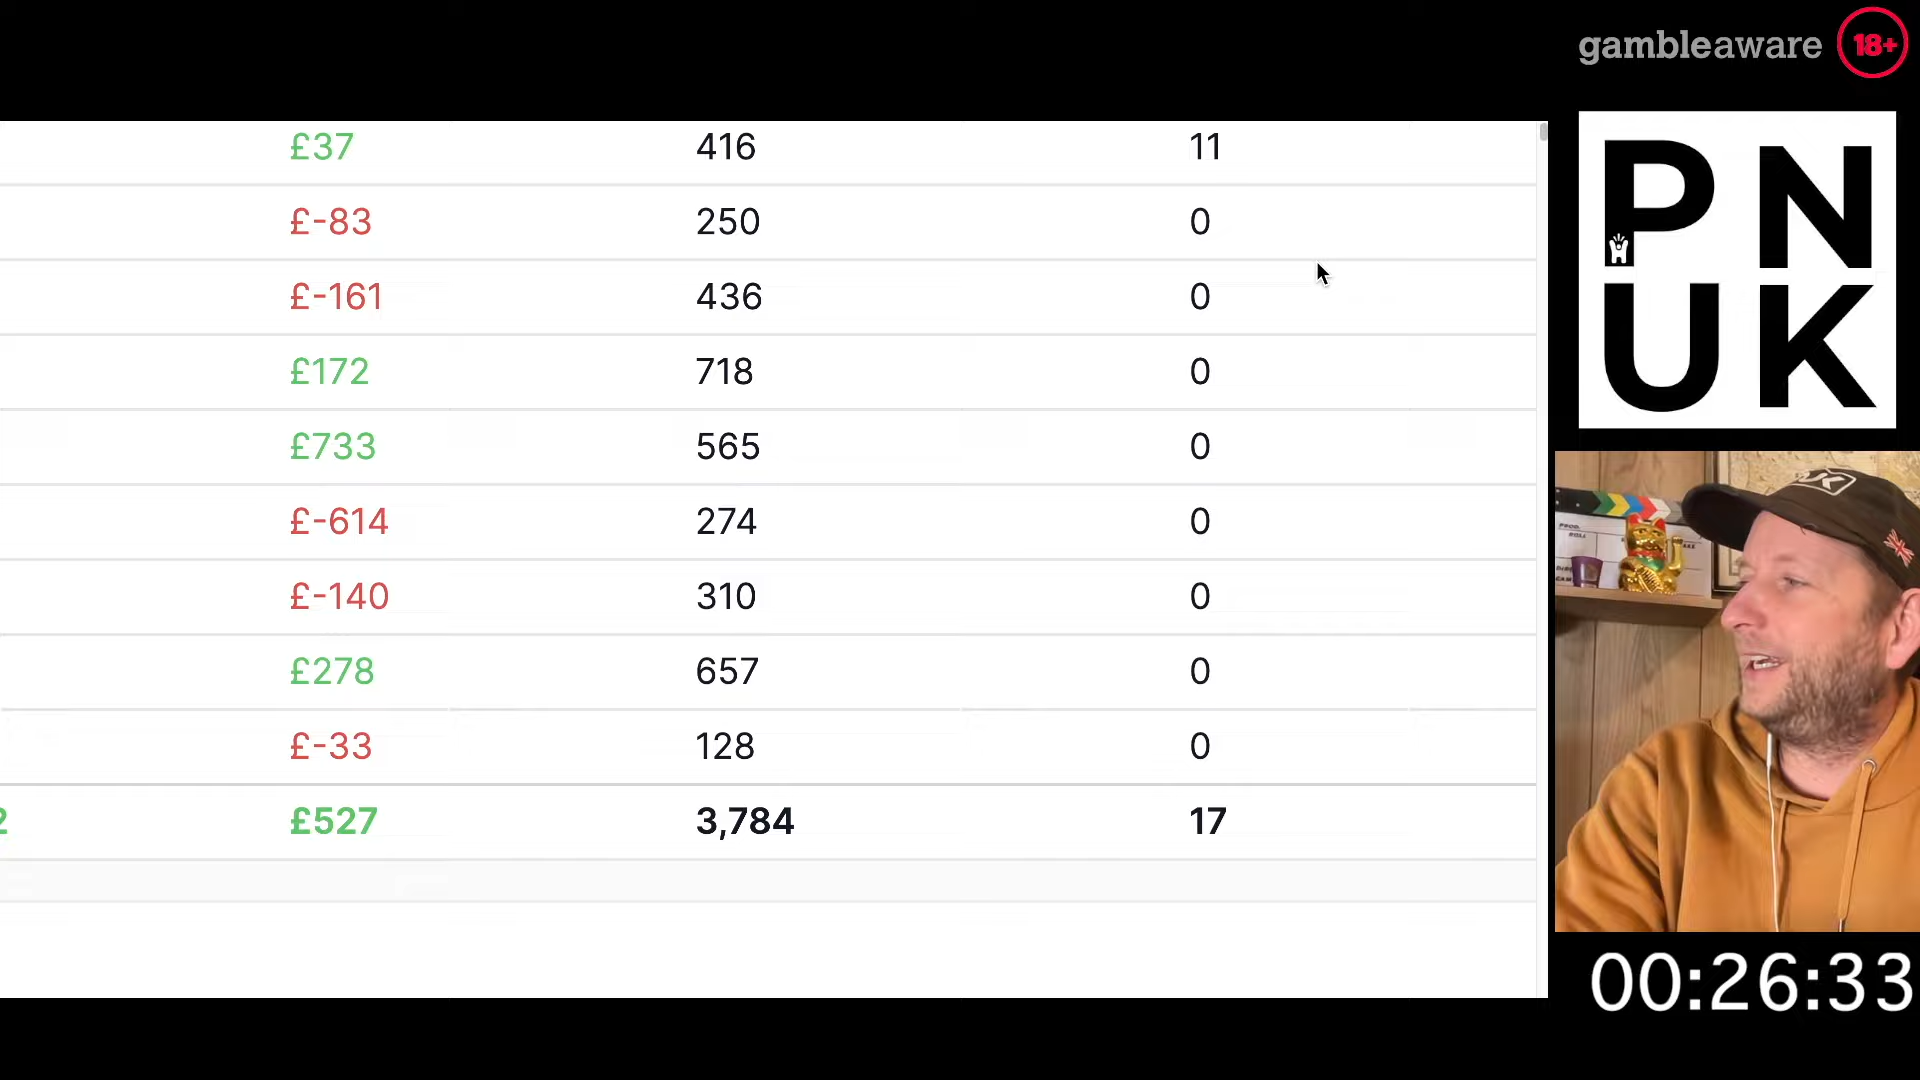 gambleaware 18+
£37 416 11
£-83 250 0
£-161 436 0
£172 718 0
£733 565 0
£-614 274 0
£-140 310 0
£278 657 0
£-33 128 0
2 £527 3,784 17
PN
UK
00:26:33